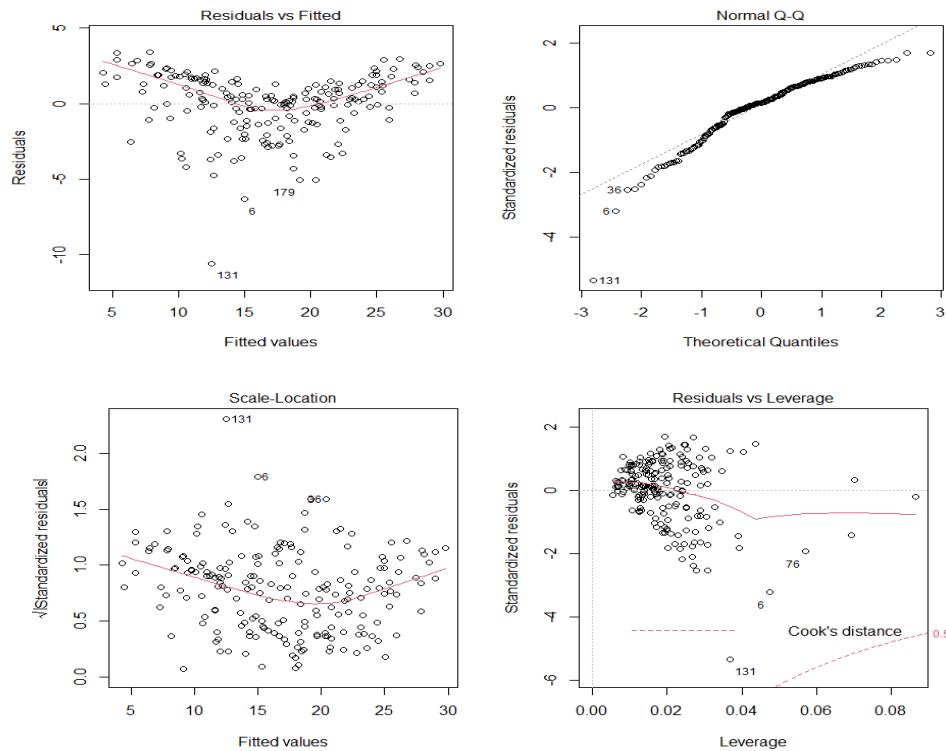 Residuals vs Fitted
Residuals
5
0
-5
-10
179
6
131
5 10 15 20 25 30
Fitted values
Normal Q-Q
Standardized residuals
2
0
-2
-4
36
6
131
-3 -2 -1 0 1 2 3
Theoretical Quantiles
Scale-Location
√|Standardized residuals|
2.0
1.5
1.0
0.5
0.0
131
6
36
5 10 15 20 25 30
Fitted values
Residuals vs Leverage
Standardized residuals
2
0
-2
-4
-6
76
6
Cook's distance
0.5
131
0.00 0.02 0.04 0.06 0.08
Leverage